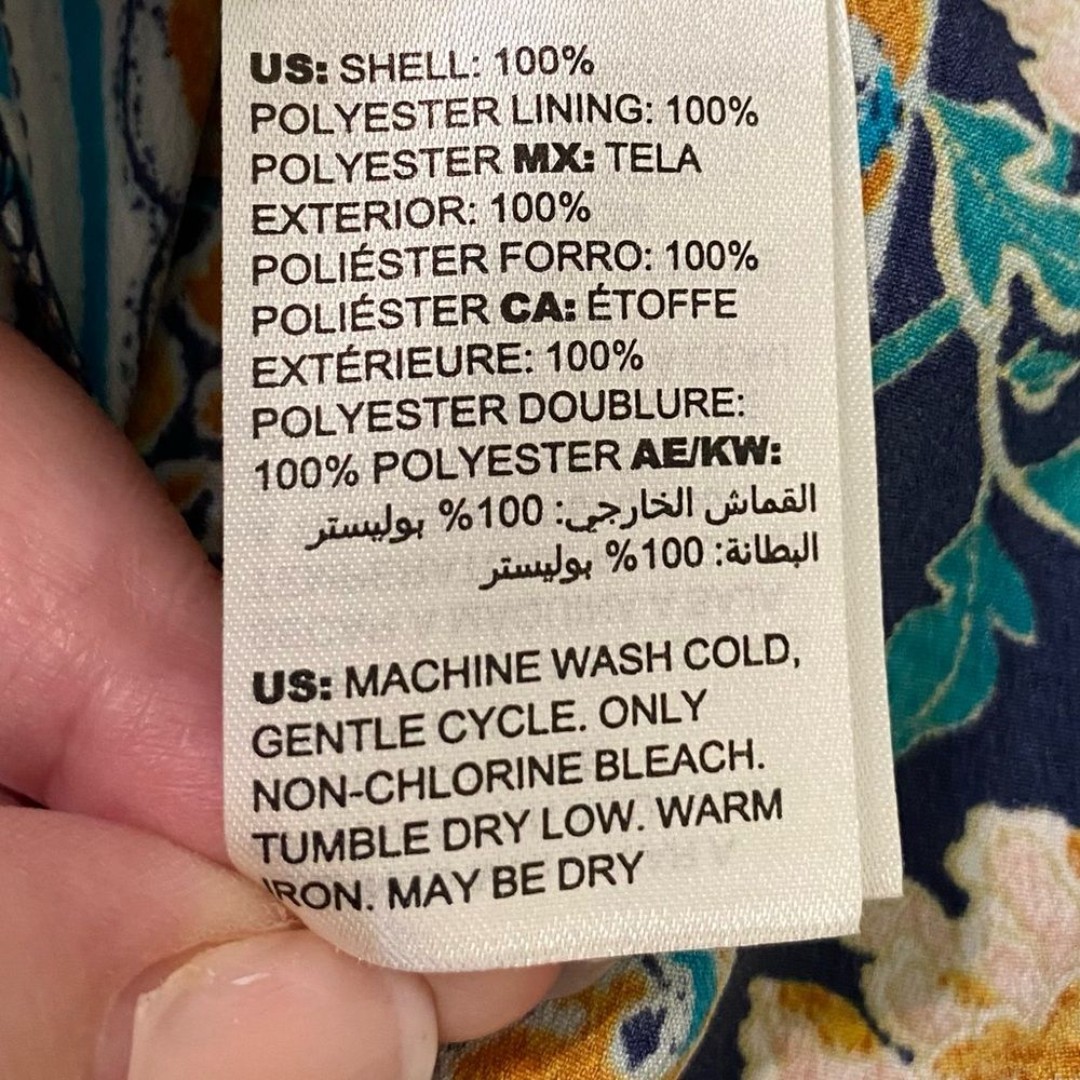 US: SHELL: 100%
POLYESTER LINING: 100%
POLYESTER MX: TELA
EXTERIOR: 100%
POLIÉSTER FORRO: 100%
POLIÉSTER CA: ÉTOFFE
EXTÉRIEURE: 100%
POLYESTER DOUBLURE:
100% POLYESTER AE/KW:
القماش الخارجي: 100% بوليستر
البطانة: 100% بوليستر
US: MACHINE WASH COLD,
GENTLE CYCLE. ONLY
NON-CHLORINE BLEACH.
TUMBLE DRY LOW. WARM
IRON. MAY BE DRY